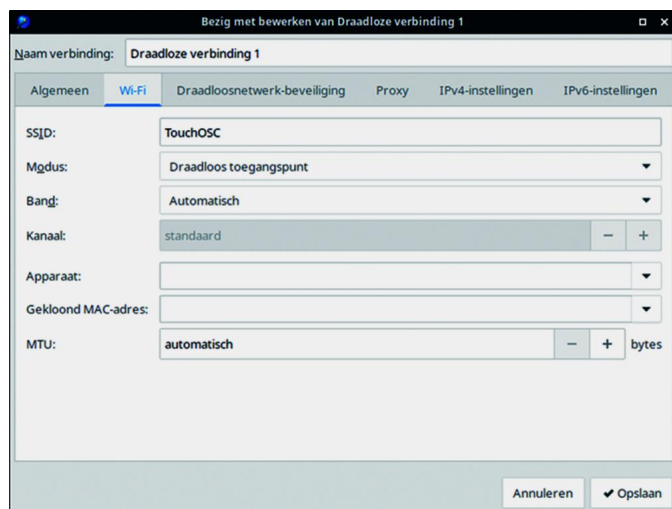 Bezig met bewerken van Draadloze verbinding 1
Naam verbinding: Draadloze verbinding 1
Algemeen Wi-Fi Draadloosnetwerk-beveiliging Proxy IPv4-instellingen IPv6-instellingen
SSID: TouchOSC
Modus: Draadloos toegangspunt
Band: Automatisch
Kanaal: standaard
Apparaat:
Gekloond MAC-adres:
MTU: automatisch bytes
Annuleren Opslaan